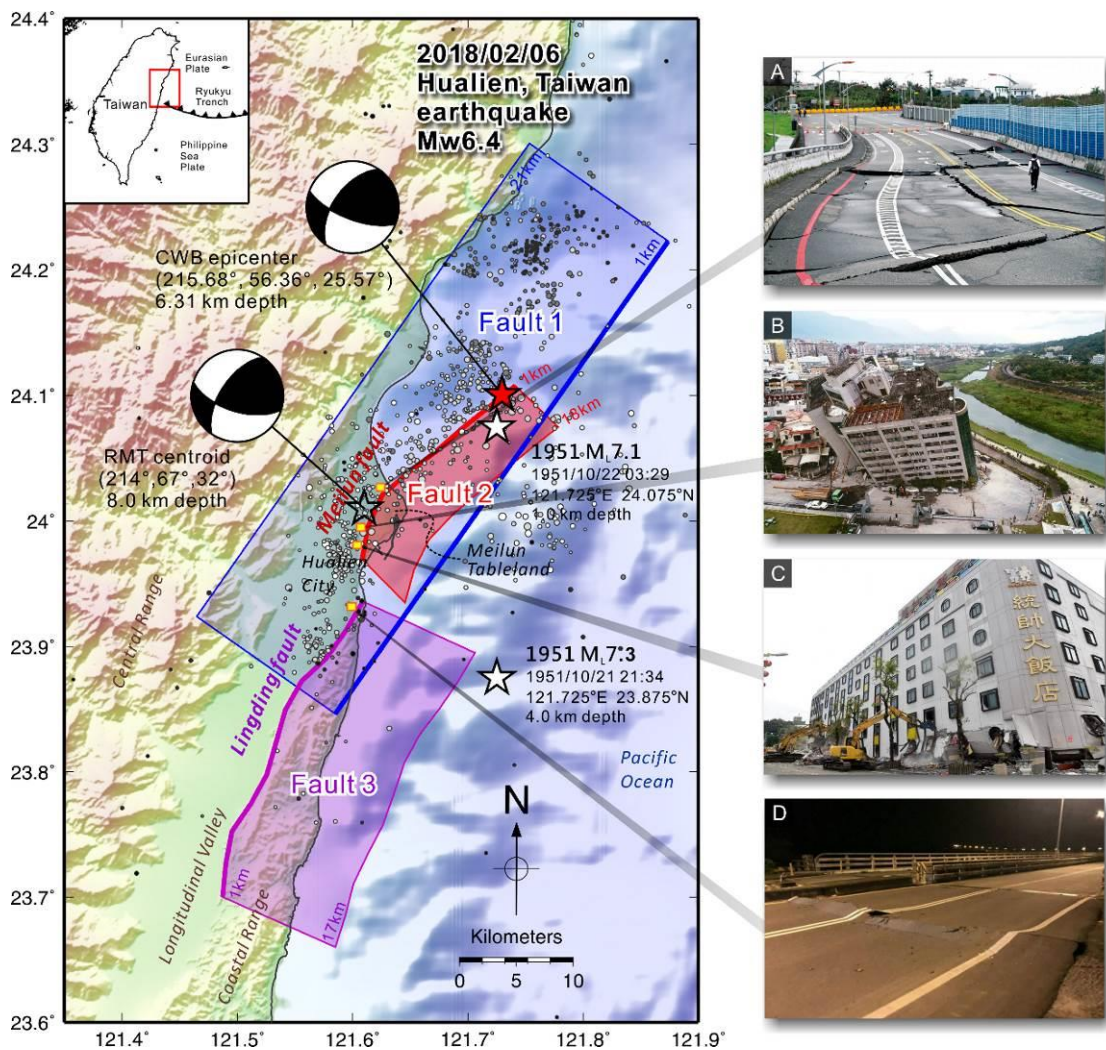 24.4°
24.3°
24.2°
24.1°
24°
23.9°
23.8°
23.7°
23.6°
121.4°
121.5°
121.6°
121.7°
121.8°
121.9°
Eurasian
Plate
Taiwan
Ryukyu
Tronch
Philippine
Sea
Plate
2018/02/06
Hualien, Taiwan
earthquake
Mw6.4
CWB epicenter
(215.68°, 56.36°, 25.57°)
6.31 km depth
RMT centroid
(214°,67°,32°)
8.0 km depth
21km
1km
Fault 1
1km
Meilun fault
Fault 2
1951 ML7.1
1951/10/22 03:29
121.725°E 24.075°N
1.0 km depth
Meilun
Tableland
Hualien
City
Central Range
Lingding fault
1951 ML7.3
1951/10/21 21:34
121.725°E 23.875°N
4.0 km depth
Pacific
Ocean
Fault 3
Longitudinal Valley
1km
17km
Coastal Range
N
Kilometers
0 5 10
A
B
C
統帥大飯店
D